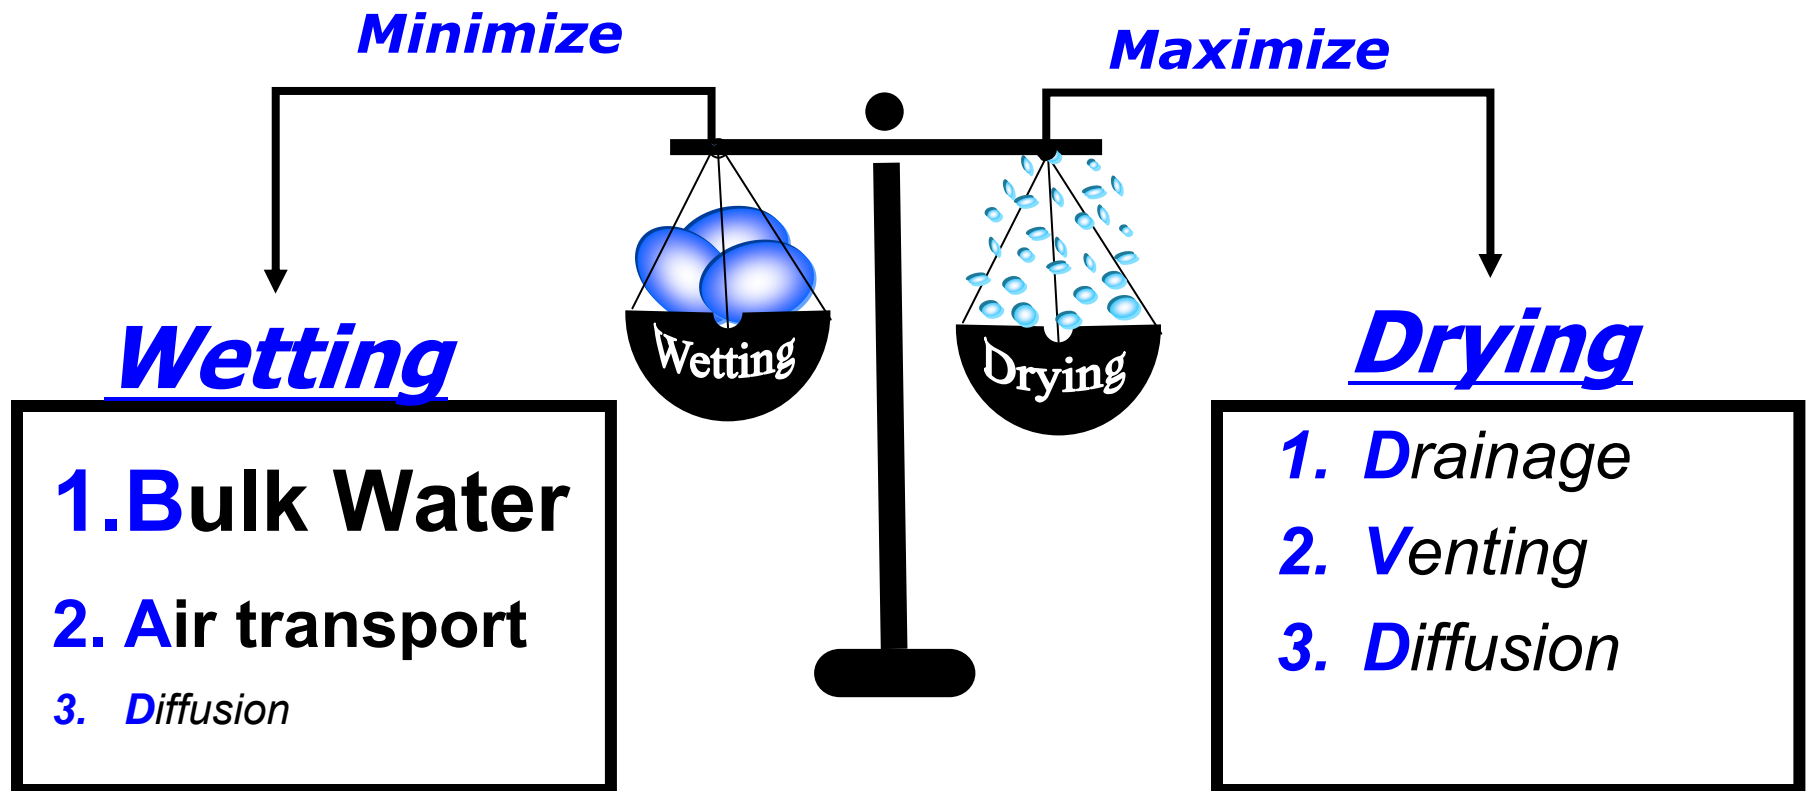 Minimize
Maximize
Wetting
Drying
Wetting
Drying
1.Bulk Water
2. Air transport
3. Diffusion
1. Drainage
2. Venting
3. Diffusion